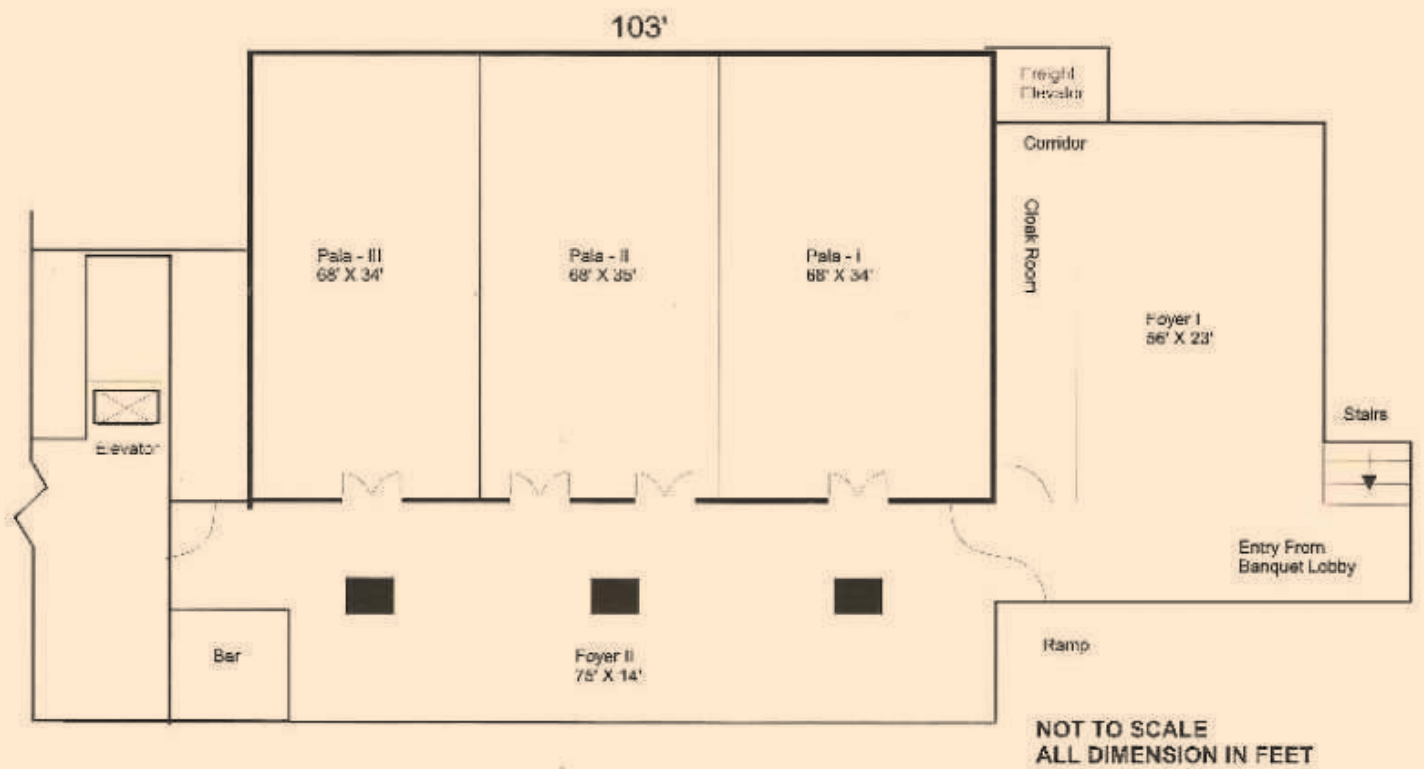 103'
Freight
Elevator
Corridor
Cloak Room
Pala - III
68' X 34'
Pala - II
68' X 35'
Pala - I
68' X 34'
Foyer I
56' X 23'
Stairs
Elevator
Entry From
Banquet Lobby
Bar
Foyer II
75' X 14'
Ramp
NOT TO SCALE
ALL DIMENSION IN FEET